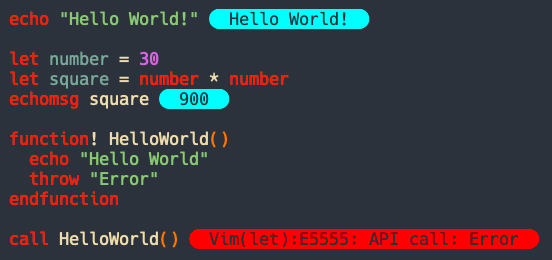 echo "Hello World!" Hello World!
let number = 30
let square = number * number
echomsg square 900
function! HelloWorld()
echo "Hello World"
throw "Error"
endfunction
call HelloWorld() Vim(let):E5555: API call: Error